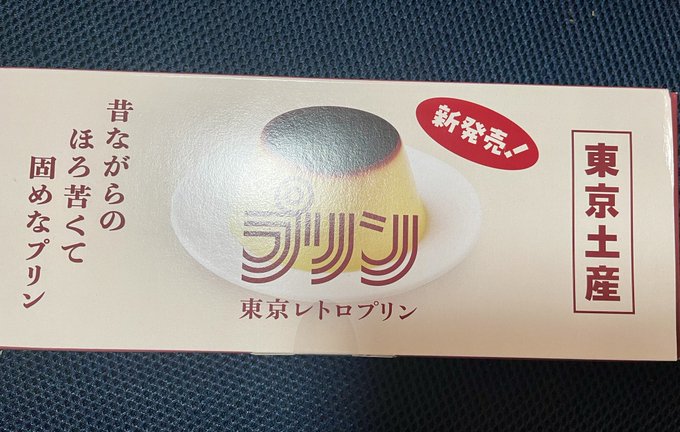 東京土産
新発売!
プリン
東京レトロプリン
昔ながらの
ほろ苦くて
固めなプリン